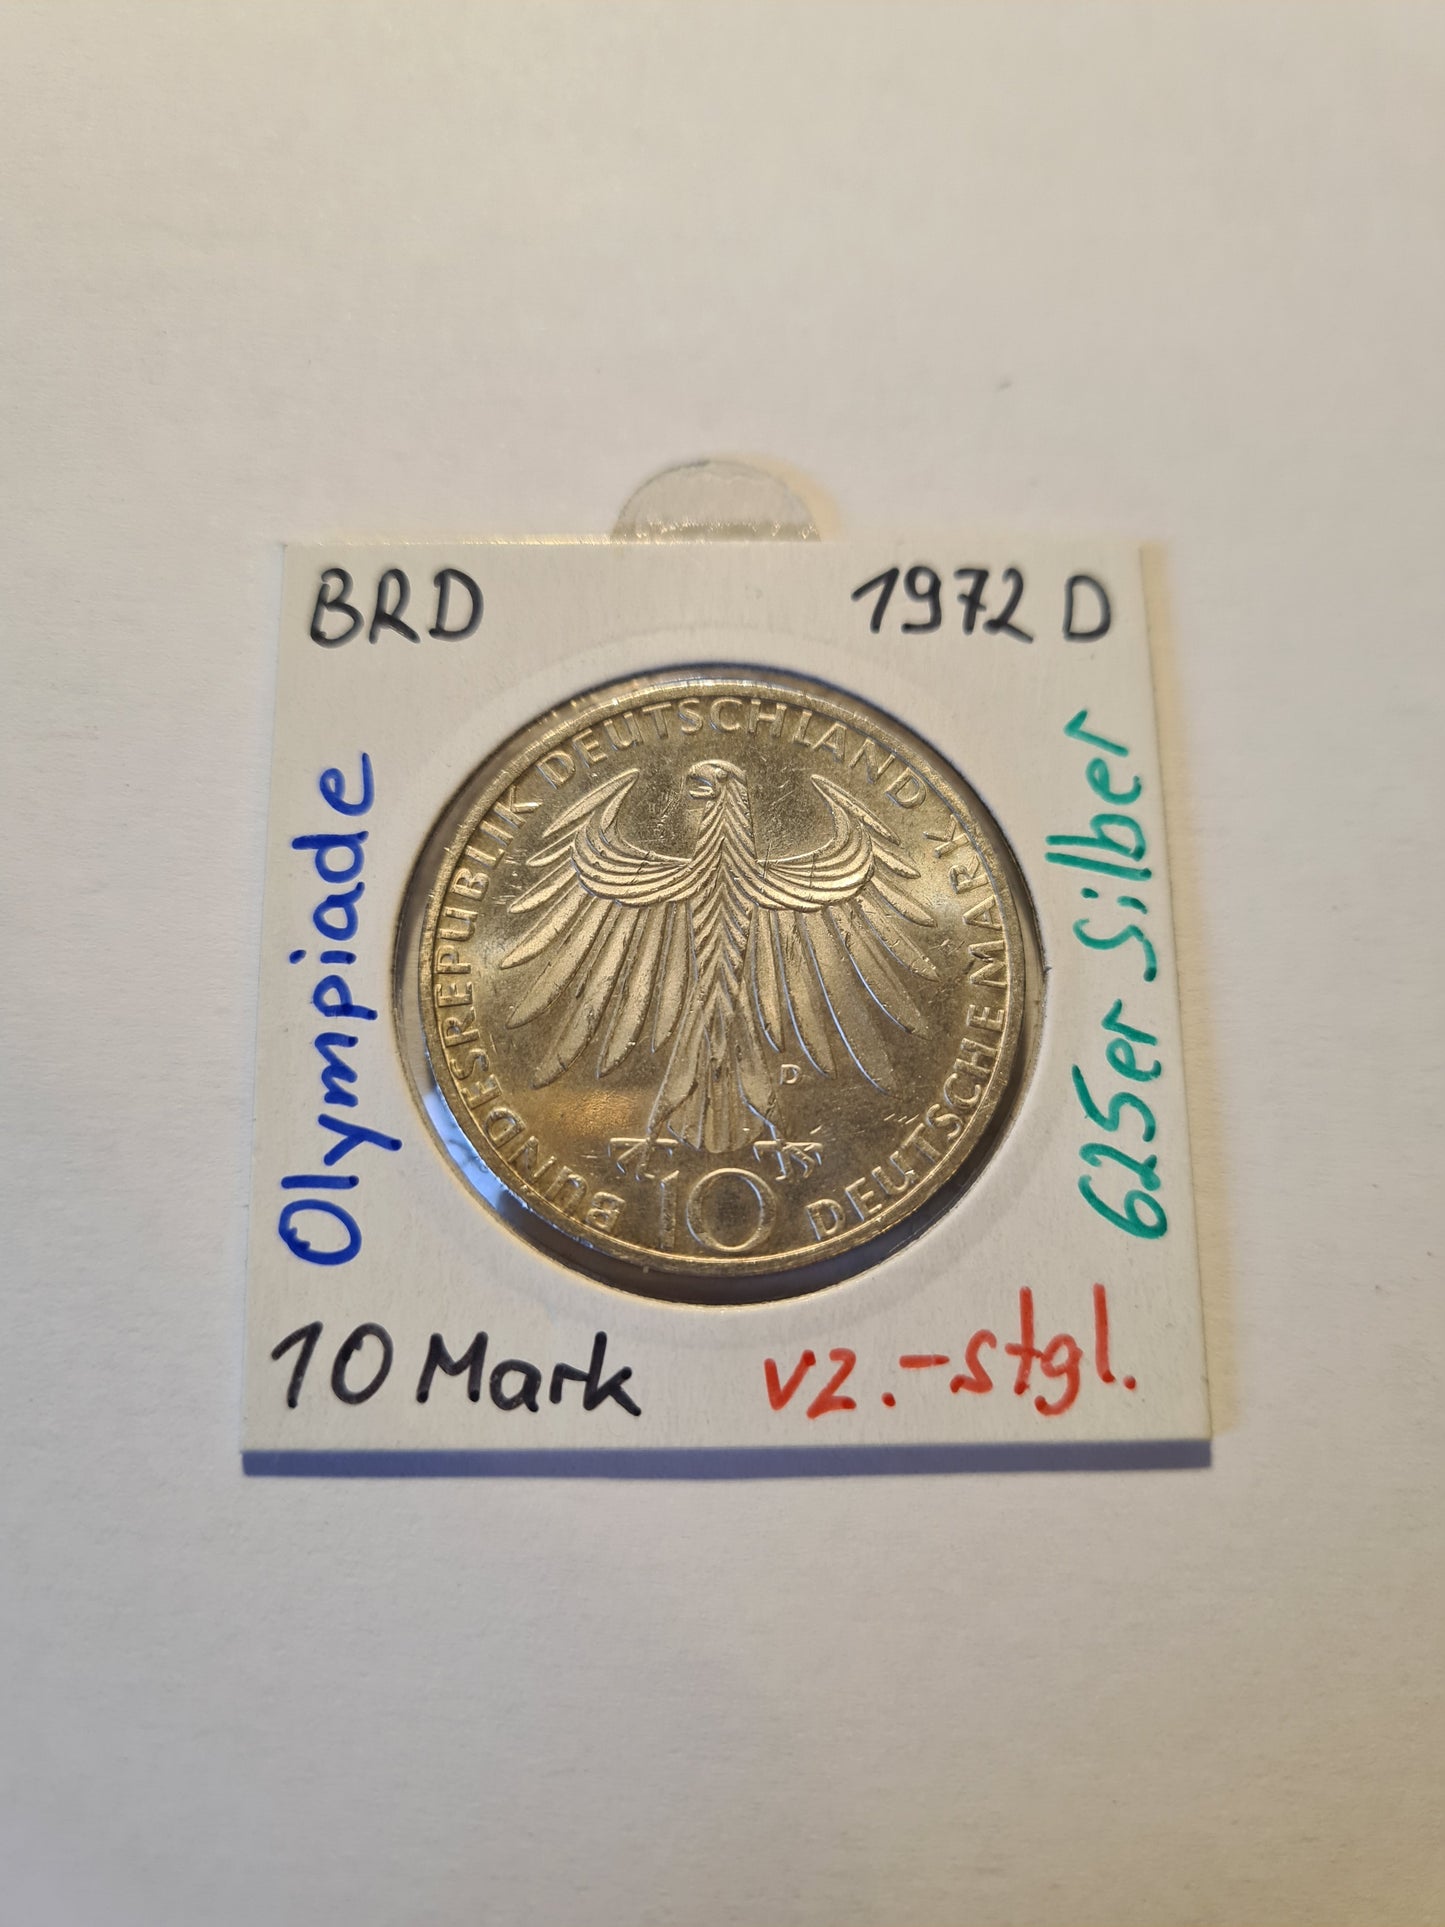 BRD
1972 D
Olympiade
625er Silber
BUNDESREPUBLIK DEUTSCHLAND
10 DEUTSCHE MARK
D
10 Mark
vz.-stgl.